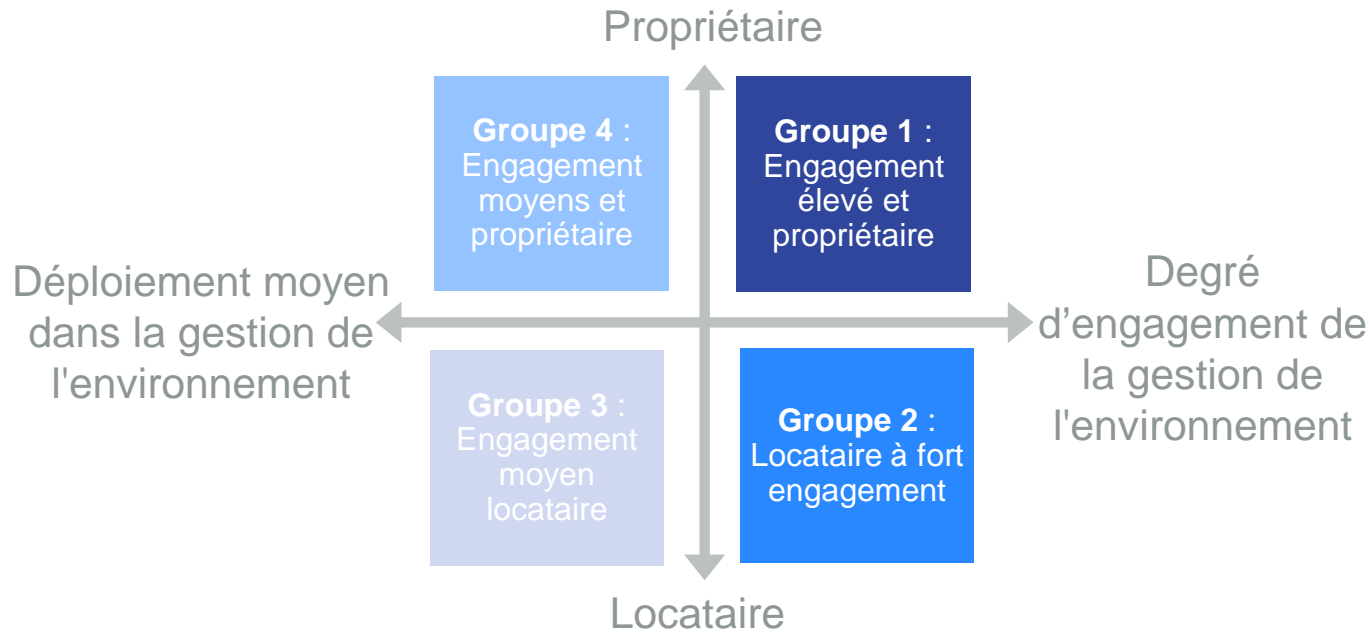 Propriétaire
Groupe 4 :
Engagement
moyens et
propriétaire
Groupe 1 :
Engagement
élevé et
propriétaire
Déploiement moyen
dans la gestion de
l'environnement
Degré
d’engagement de
la gestion de
l'environnement
Groupe 3 :
Engagement
moyen
locataire
Groupe 2 :
Locataire à fort
engagement
Locataire